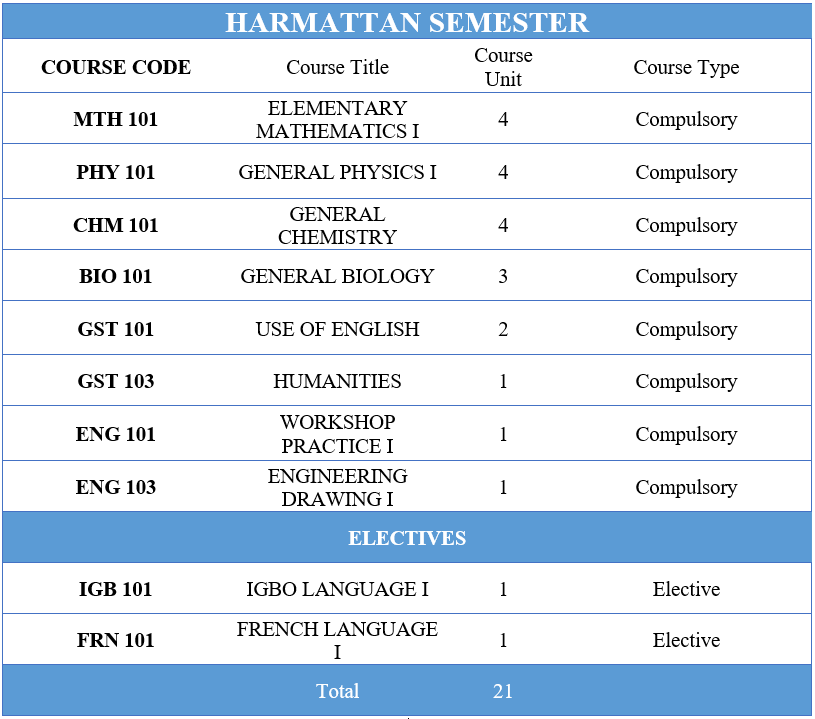 HARMATTAN SEMESTER
COURSE CODE Course Title Course Unit Course Type
MTH 101 ELEMENTARY MATHEMATICS I 4 Compulsory
PHY 101 GENERAL PHYSICS I 4 Compulsory
CHM 101 GENERAL CHEMISTRY 4 Compulsory
BIO 101 GENERAL BIOLOGY 3 Compulsory
GST 101 USE OF ENGLISH 2 Compulsory
GST 103 HUMANITIES 1 Compulsory
ENG 101 WORKSHOP PRACTICE I 1 Compulsory
ENG 103 ENGINEERING DRAWING I 1 Compulsory
ELECTIVES
IGB 101 IGBO LANGUAGE I 1 Elective
FRN 101 FRENCH LANGUAGE I 1 Elective
Total 21